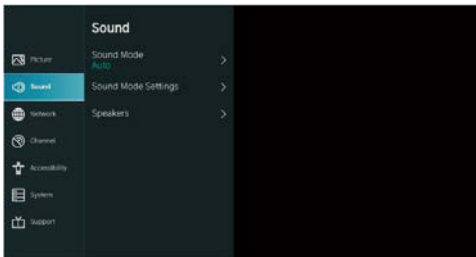 Sound
Picture
Sound
Network
Channel
Accessibility
System
Support
Sound Mode
Auto
Sound Mode Settings
Speakers